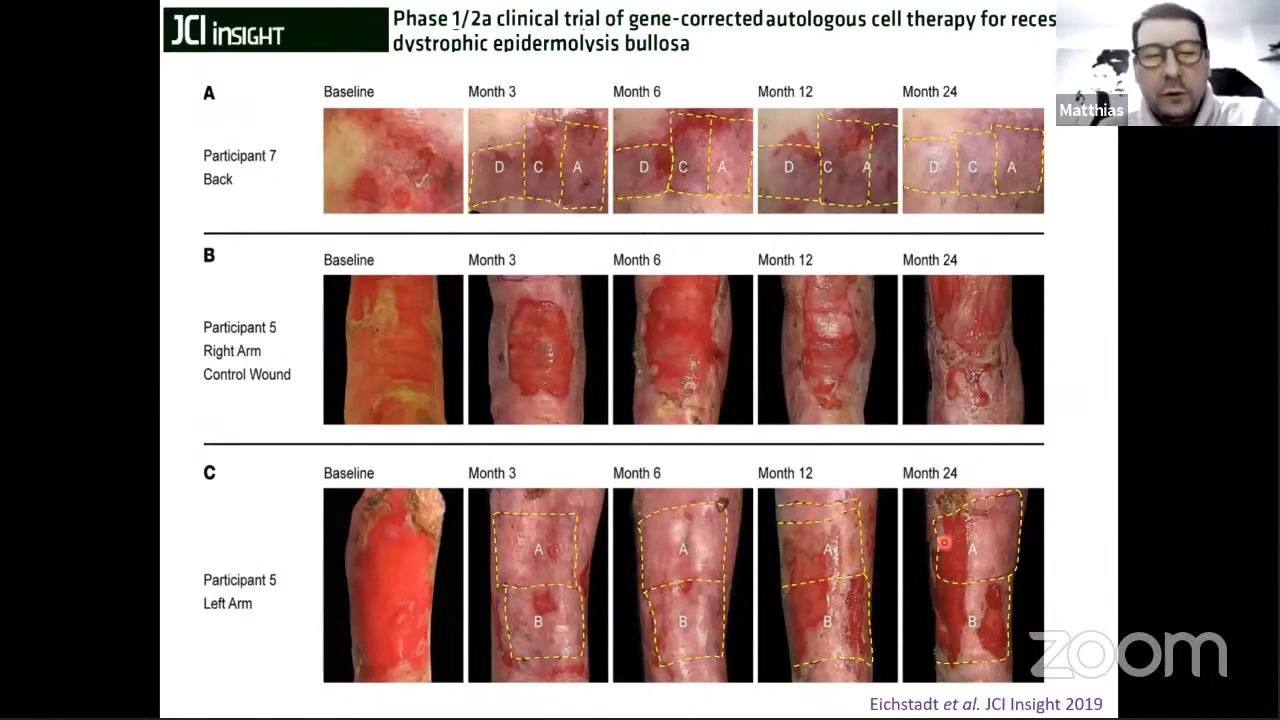 JCI INSIGHT
Phase 1/2a clinical trial of gene-corrected autologous cell therapy for reces
dystrophic epidermolysis bullosa
Matthias
A
Baseline Month 3 Month 6 Month 12 Month 24
Participant 7
Back
D C A D C A D C A D C A
B
Baseline Month 3 Month 6 Month 12 Month 24
Participant 5
Right Arm
Control Wound
C
Baseline Month 3 Month 6 Month 12 Month 24
A A A A
Participant 5
Left Arm
B B B B
zoom
Eichstadt et al. JCI Insight 2019